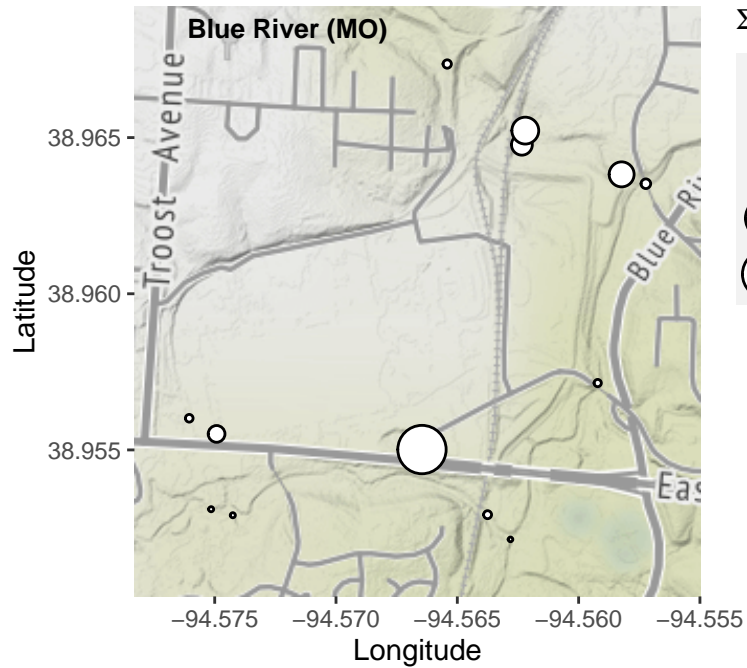 Blue River (MO)
Σ
Troost Avenue
38.965
38.960
38.955
Latitude
Blue Riv
Eas
−94.575
−94.570
−94.565
−94.560
−94.555
Longitude